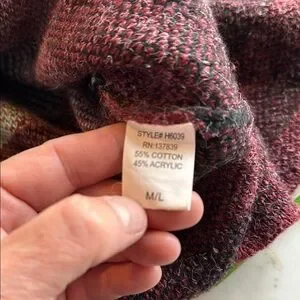 STYLE# H6039
RN:137839
55% COTTON
45% ACRYLIC
M/L